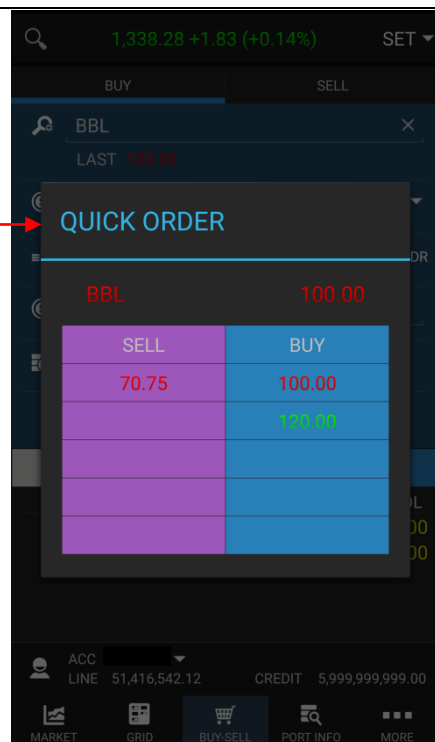 1,338.28 +1.83 (+0.14%) SET
BUY SELL
BBL ×
LAST 100.00
QUICK ORDER
DR
BBL 100.00
SELL BUY
70.75 100.00
120.00
OL
00
00
ACC
LINE 51,416,542.12 CREDIT 5,999,999,999.00
MARKET GRID BUY-SELL PORT INFO MORE